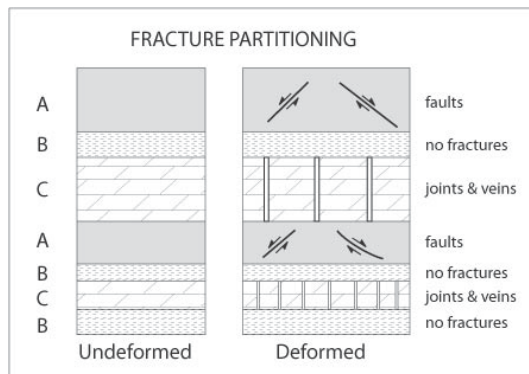 FRACTURE PARTITIONING
A faults
B no fractures
C joints & veins
A faults
B no fractures
C joints & veins
B no fractures
Undeformed Deformed